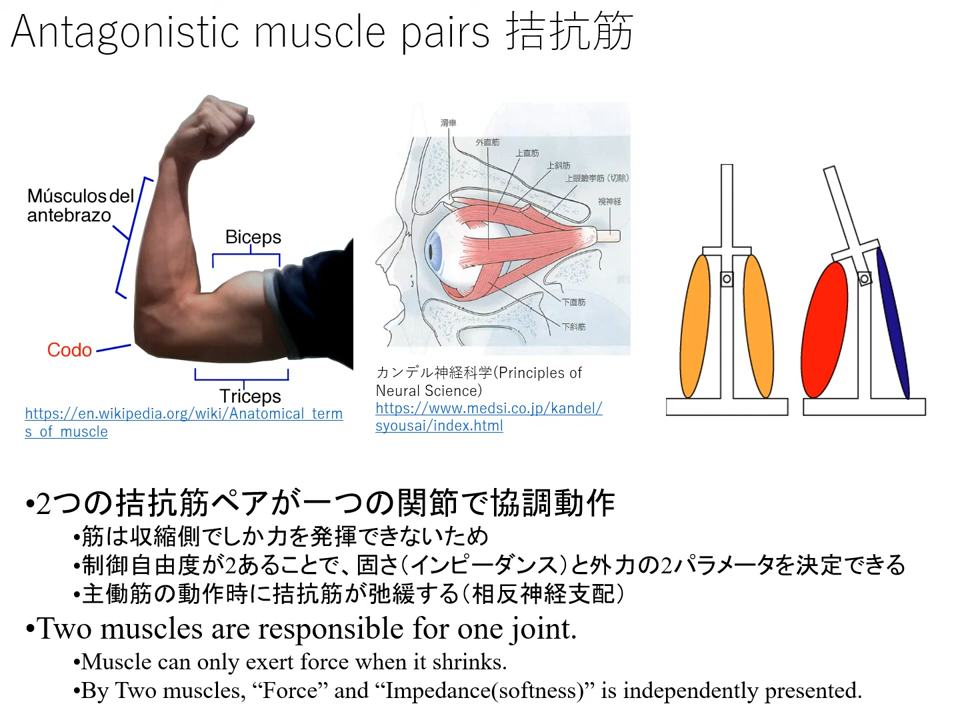 Antagonistic muscle pairs 拮抗筋
Músculos del
antebrazo
Biceps
Codo
Triceps
https://en.wikipedia.org/wiki/Anatomical_term
s_of_muscle
滑車
外直筋
上直筋
上斜筋
上眼瞼挙筋(切除)
視神経
下直筋
下斜筋
カンデル神経科学(Principles of
Neural Science)
https://www.medsi.co.jp/kandel/
syousai/index.html
•2つの拮抗筋ペアが一つの関節で協調動作
•筋は収縮側でしか力を発揮できないため
•制御自由度が2あることで、固さ(インピーダンス)と外力の2パラメータを決定できる
•主働筋の動作時に拮抗筋が弛緩する(相反神経支配)
•Two muscles are responsible for one joint.
•Muscle can only exert force when it shrinks.
•By Two muscles, “Force” and “Impedance(softness)” is independently presented.